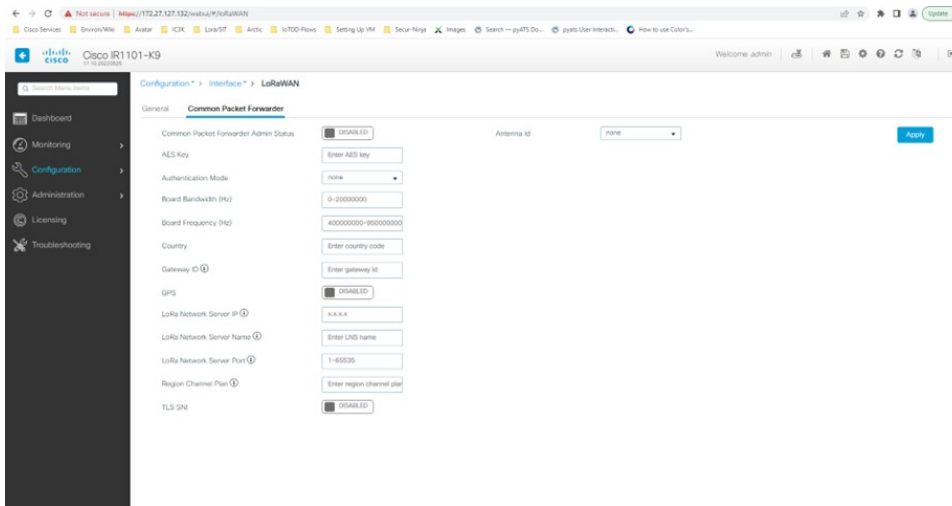 Not secure | https://172.27.127.132/webui/#/loRaWAN
Update
Cisco Services Environ/Wiki Avatar IC3K Lora/SIT Arctic IoTOD-Flows Setting Up VM Secur-Ninja Images Search — pyATS Do... pyats User Interacti... How to use Color's...
CISCO Cisco IR1101-K9
17.10.20220825
Welcome admin
Search Menu Items
Dashboard
Monitoring
Configuration
Administration
Licensing
Troubleshooting
Configuration > Interface > LoRaWAN
General Common Packet Forwarder
Common Packet Forwarder Admin Status DISABLED Antenna Id none Apply
AES Key Enter AES key
Authentication Mode none
Board Bandwidth (Hz) 0-20000000
Board Frequency (Hz) 400000000-950000000
Country Enter country code
Gateway ID Enter gateway Id
GPS DISABLED
LoRa Network Server IP x.x.x.x
LoRa Network Server Name Enter LNS name
LoRa Network Server Port 1-65535
Region Channel Plan Enter region channel plan
TLS SNI DISABLED